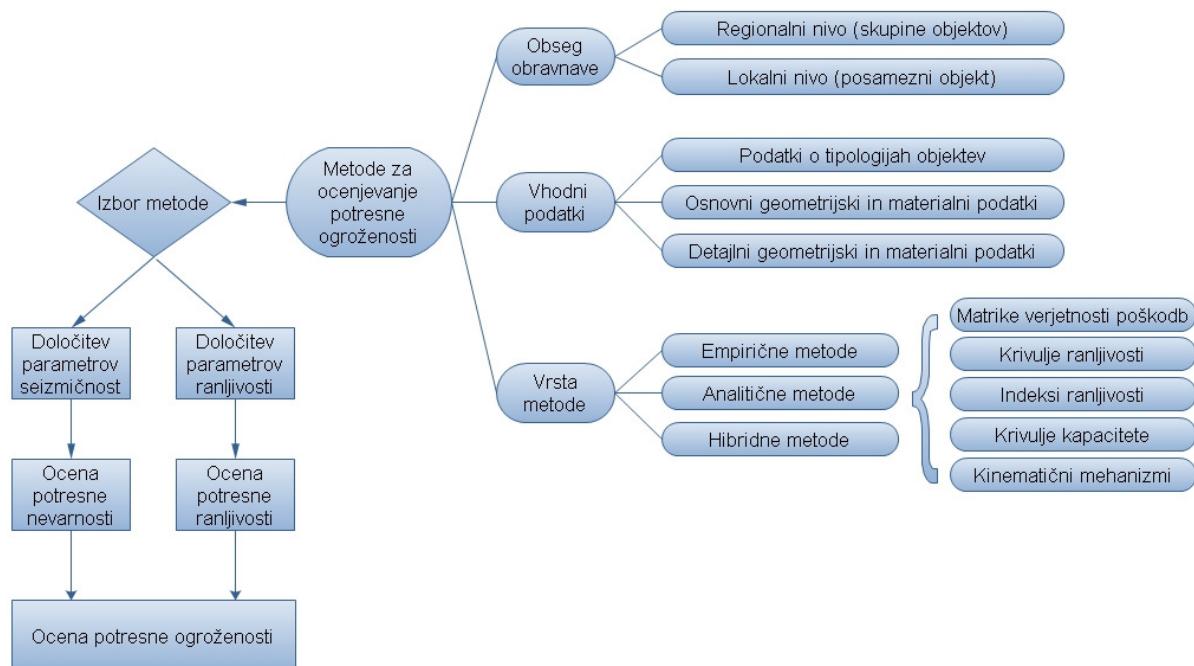 Obseg
obravnave
Regionalni nivo (skupine objektov)
Lokalni nivo (posamezni objekt)
Metode za
ocenjevanje
potresne
ogroženosti
Izbor metode
Vhodni
podatki
Podatki o tipologijah objektev
Osnovni geometrijski in materialni podatki
Detajlni geometrijski in materialni podatki
Določitev
parametrov
seizmičnost
Določitev
parametrov
ranljivosti
Vrsta
metode
Empirične metode
Analitične metode
Hibridne metode
Matrike verjetnosti poškodb
Krivulje ranljivosti
Indeksi ranljivosti
Krivulje kapacitete
Kinematični mehanizmi
Ocena
potresne
nevarnosti
Ocena
potresne
ranljivosti
Ocena potresne ogroženosti